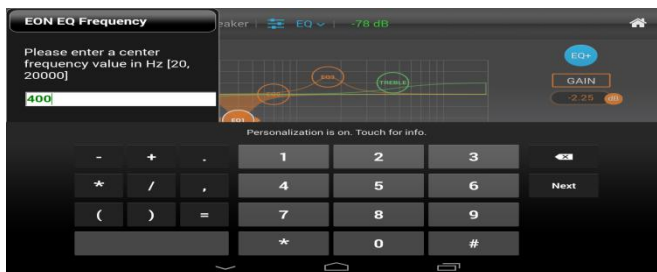 EON EQ Frequency
EQ
-78 dB
Please enter a center
frequency value in Hz [20,
20000]
400
EQ+
GAIN
-2.25 dB
TREBLE
EQ1
Personalization is on. Touch for info.
- + . 1 2 3
* / , 4 5 6 Next
( ) = 7 8 9
* 0 #